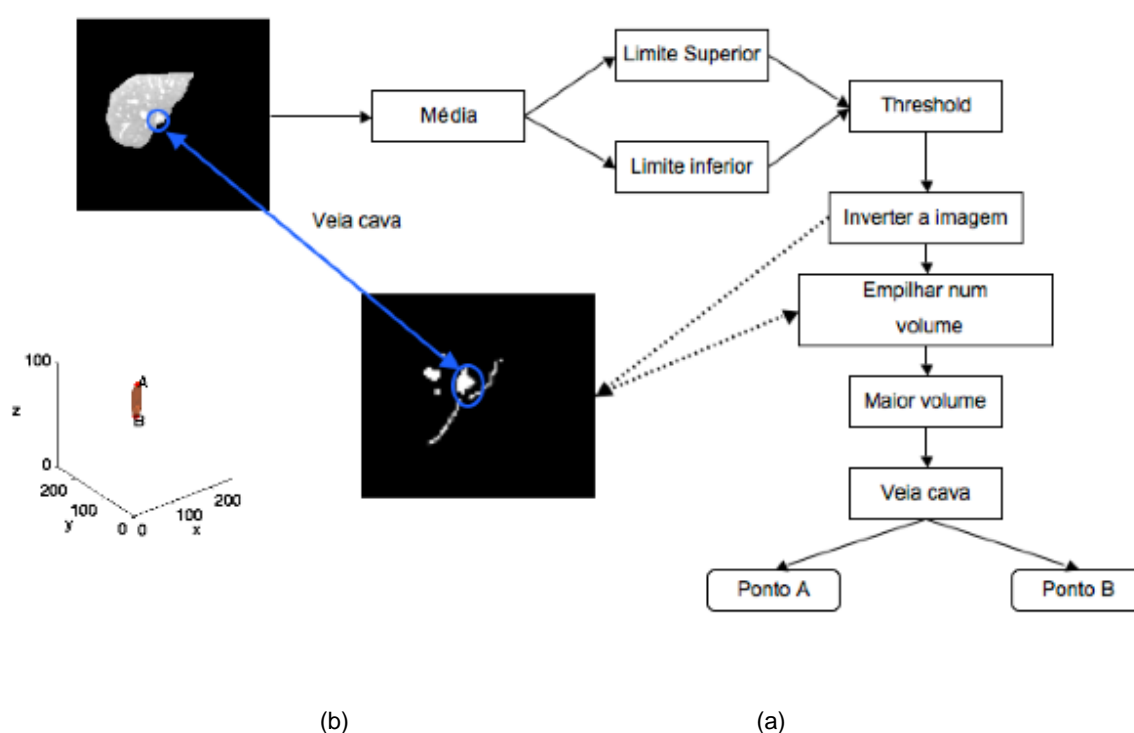 Limite Superior
Média
Threshold
Limite inferior
Veia cava
Inverter a imagem
Empilhar num
volume
Maior volume
Veia cava
Ponto A
Ponto B
100
z
0
A
B
200
100
0
y
0
100
200
x
(b)
(a)